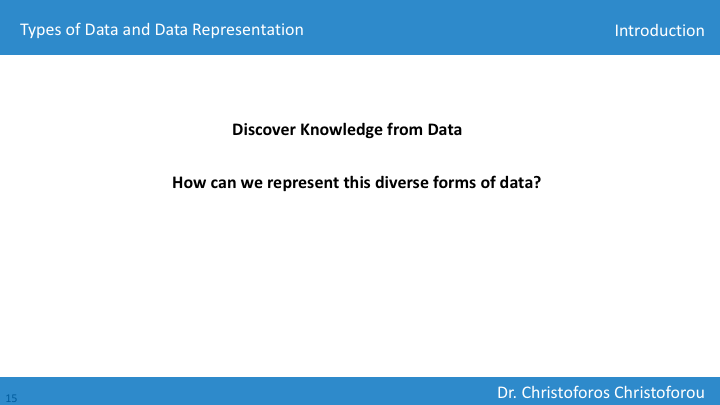 Types of Data and Data Representation
Introduction
Discover Knowledge from Data
How can we represent this diverse forms of data?
15
Dr. Christoforos Christoforou